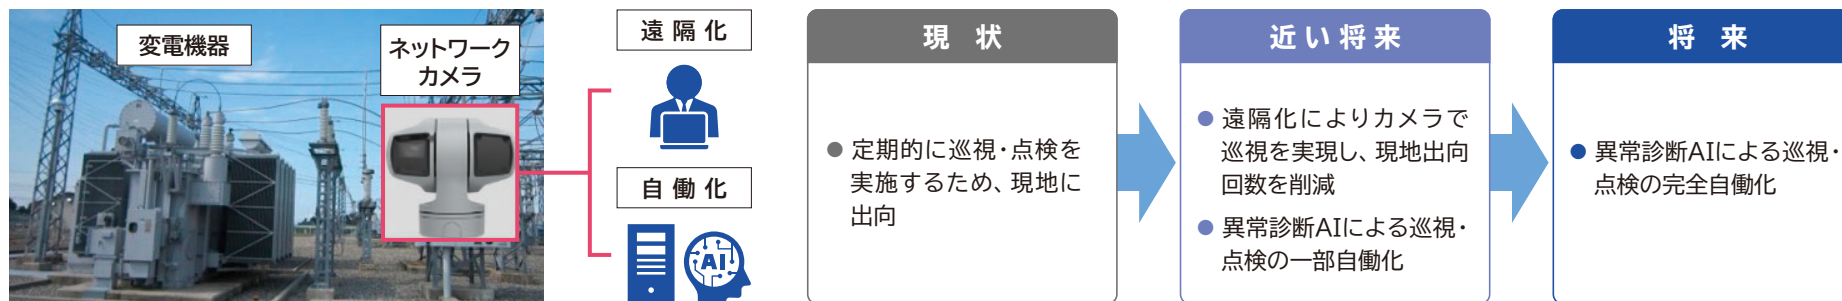 変電機器
ネットワーク
カメラ
遠隔化
自働化
AI
現状
●定期的に巡視・点検を
実施するため、現地に
出向
近い将来
●遠隔化によりカメラで
巡視を実現し、現地出向
回数を削減
●異常診断AIによる巡視・
点検の一部自働化
将来
●異常診断AIによる巡視・
点検の完全自働化